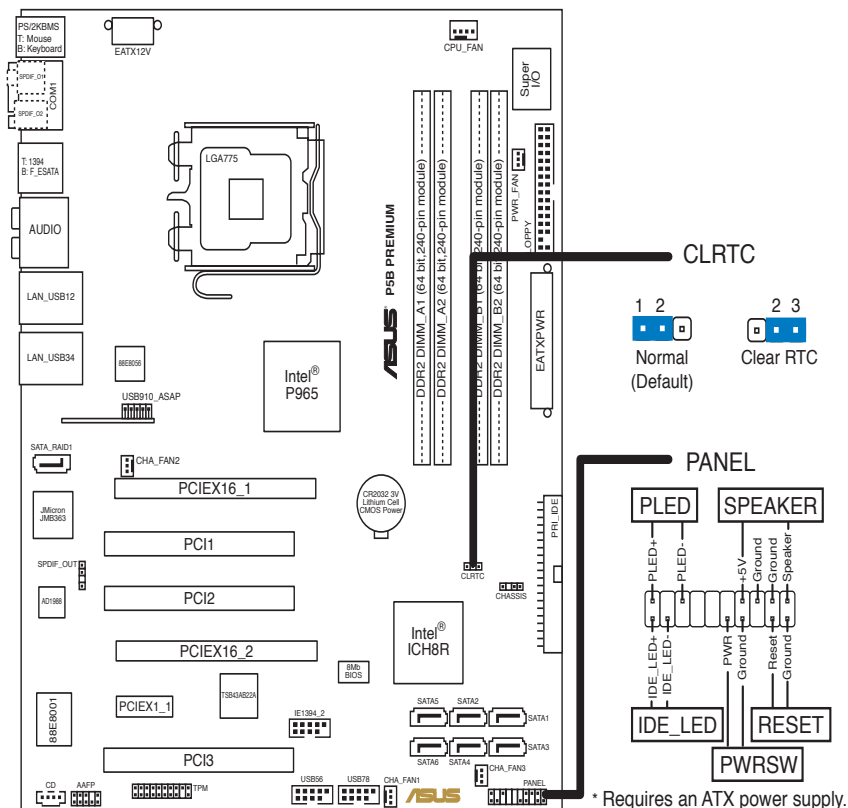 PS/2KBMS
T: Mouse
B: Keyboard
SPDIF_O1
SPDIF_O2
COM1
T: 1394
B: F_ESATA
AUDIO
LAN_USB12
LAN_USB34
EATX12V
CPU_FAN
Super
I/O
LGA775
PWR_FAN
LOPPY
ASUS
P5B PREMIUM
DDR2 DIMM_A1 (64 bit,240-pin module)
DDR2 DIMM_A2 (64 bit,240-pin module)
DDR2 DIMM_B1 (64 bit,240-pin module)
DDR2 DIMM_B2 (64 bit,240-pin module)
EATXPWR
88E8056
Intel®
P965
USB910_ASAP
SATA_RAID1
CHA_FAN2
PCIEX16_1
CR2032 3V
Lithium Cell
CMOS Power
JMicron
JMB363
PCI1
PRI_IDE
SPDIF_OUT
CLRTC
CHASSIS
AD1988
PCI2
Intel®
ICH8R
PCIEX16_2
8Mb
BIOS
TSB43AB22A
PCIEX1_1
88E8001
IE1394_2
SATA5
SATA2
SATA1
SATA6
SATA4
SATA3
PCI3
CHA_FAN3
CD
AAFP
TPM
USB56
USB78
CHA_FAN1
ASUS
PANEL
CLRTC
1 2
2 3
Normal
(Default)
Clear RTC
PANEL
PLED
SPEAKER
PLED+
PLED-
+5V
Ground
Ground
Speaker
IDE_LED+
IDE_LED-
PWR
Ground
Reset
Ground
IDE_LED
RESET
PWRSW
* Requires an ATX power supply.